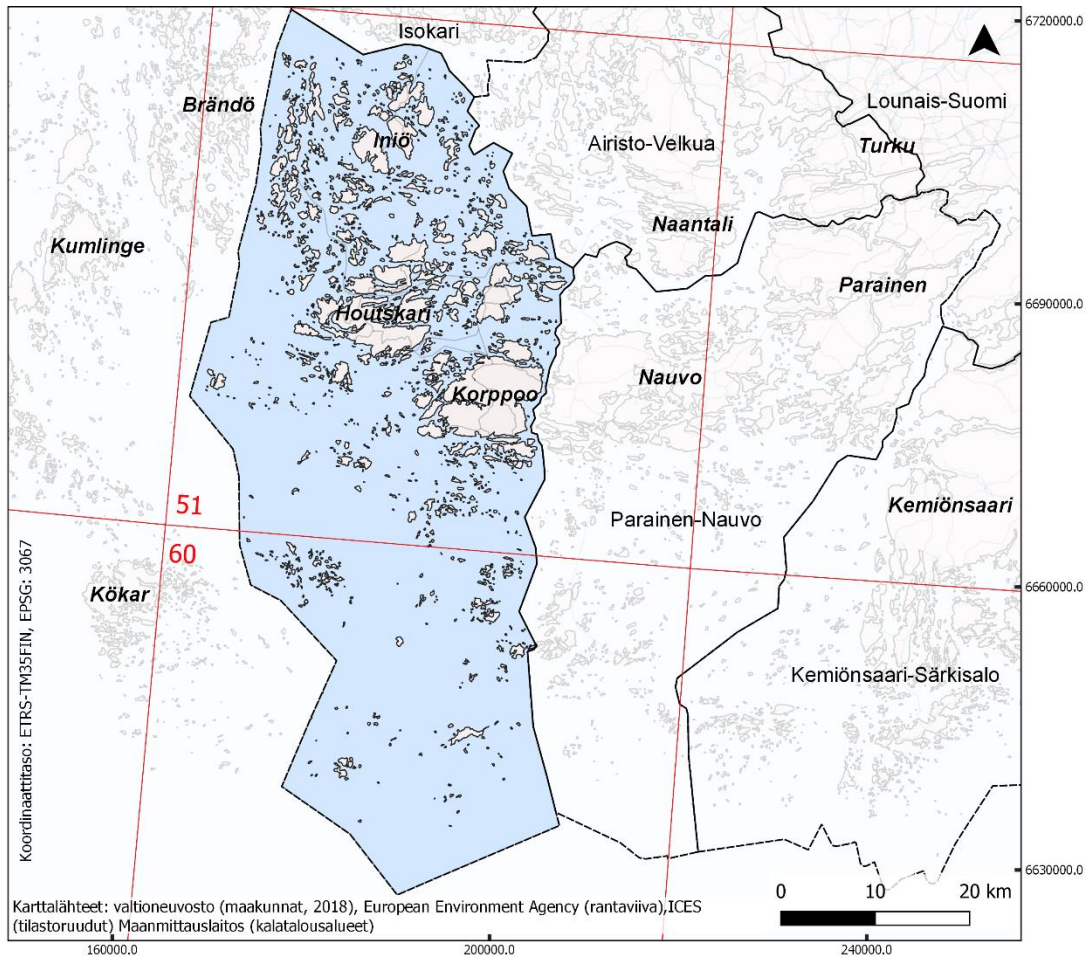 6720000.0
Isokari
Brändö
Lounais-Suomi
Iniö
Airisto-Velkua
Turku
Naantali
Kumlinge
Parainen
6690000.0
Houtskari
Nauvo
Korppoo
51
Kemiönsaari
Parainen-Nauvo
60
Kökar
6660000.0
Koordinaattitaso: ETRS-TM35FIN, EPSG: 3067
Kemiönsaari-Särkisalo
6630000.0
0 10 20 km
Karttalähteet: valtioneuvosto (maakunnat, 2018), European Environment Agency (rantaviiva),ICES
(tilastoruudut) Maanmittauslaitos (kalatalousalueet)
160000.0 200000.0 240000.0